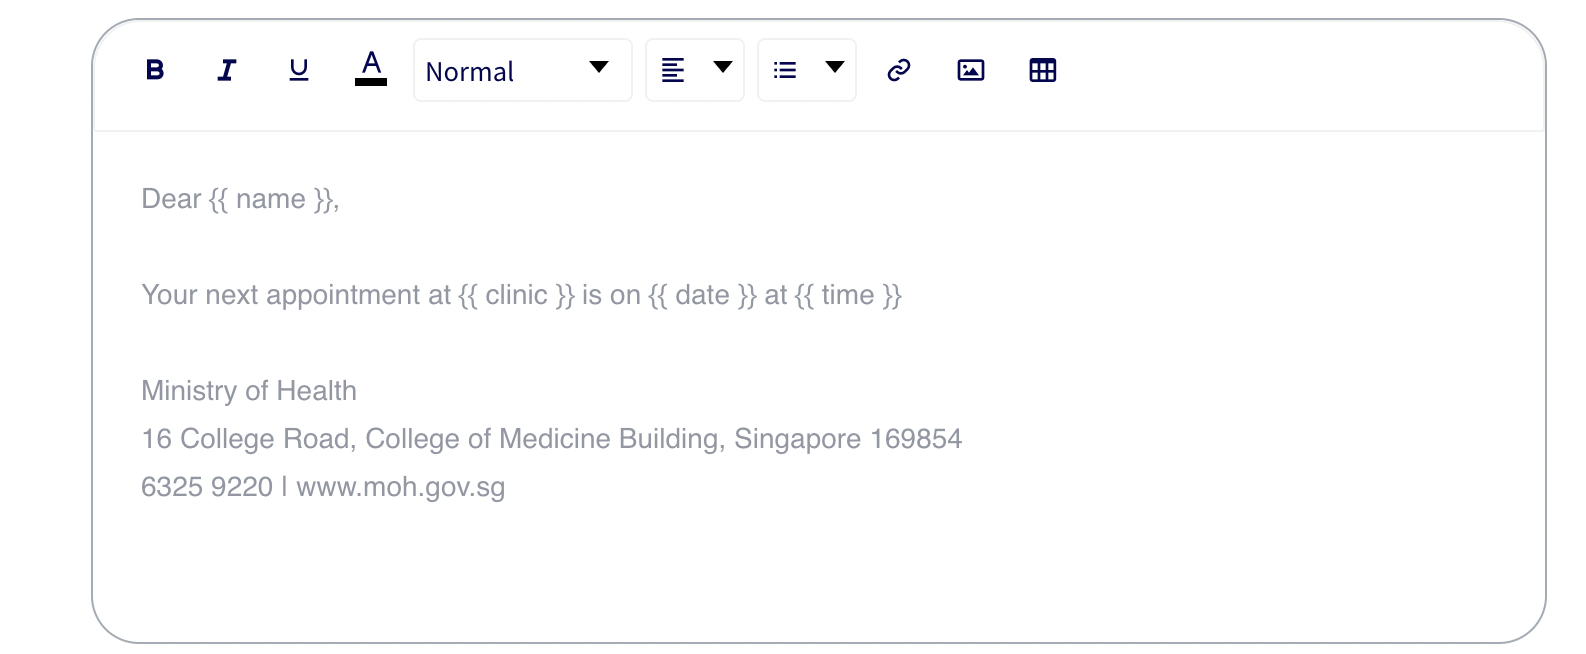 B I U A Normal
Dear {{ name }},
Your next appointment at {{ clinic }} is on {{ date }} at {{ time }}
Ministry of Health
16 College Road, College of Medicine Building, Singapore 169854
6325 9220 | www.moh.gov.sg